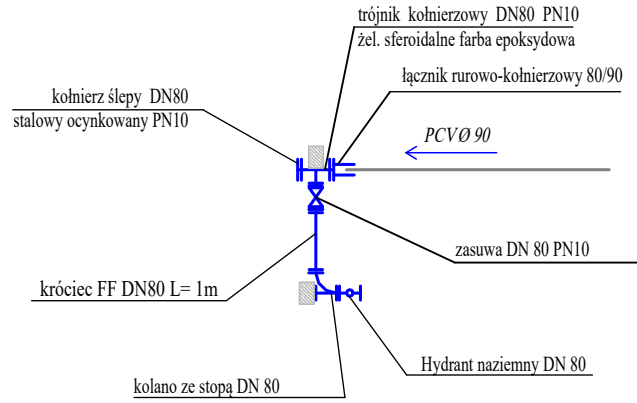 trójnik kołnierzowy DN80 PN10
żel. sferoidalne farba epoksydowa
łącznik rurowo-kołnierzowy 80/90
kołnierz ślepy DN80
stalowy ocynkowany PN10
PCVØ 90
zasuwa DN 80 PN10
króciec FF DN80 L= 1m
Hydrant naziemny DN 80
kolano ze stopą DN 80